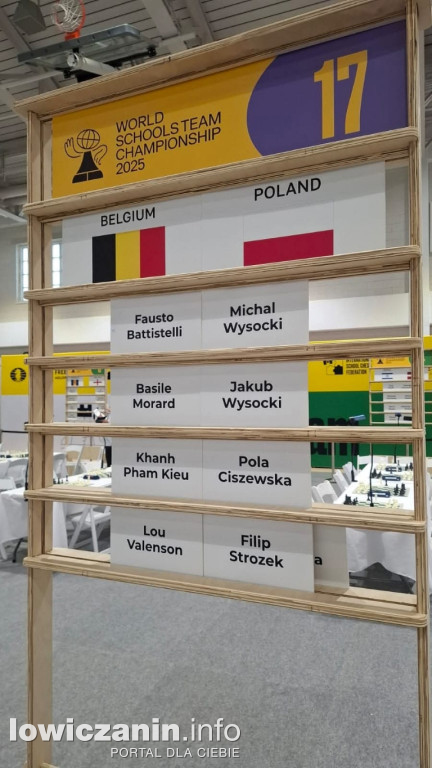 WORLD
SCHOOLS TEAM
CHAMPIONSHIP
2025
17
BELGIUM
POLAND
Fausto
Battistelli
Michal
Wysocki
Basile
Morard
Jakub
Wysocki
Khanh
Pham Kieu
Pola
Ciszewska
Lou
Valenson
Filip
Strozek
a
lowiczanin.info
PORTAL DLA CIEBIE